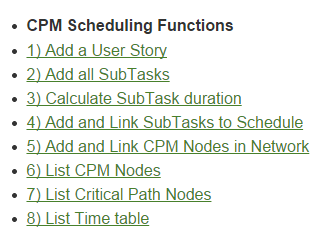 CPM Scheduling Functions
1) Add a User Story
2) Add all SubTasks
3) Calculate SubTask duration
4) Add and Link SubTasks to Schedule
5) Add and Link CPM Nodes in Network
6) List CPM Nodes
7) List Critical Path Nodes
8) List Time table